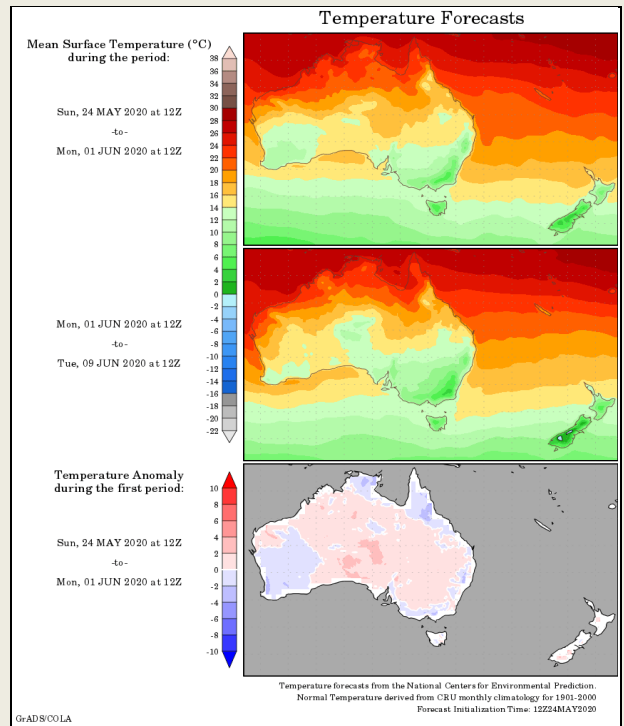 Temperature Forecasts
Mean Surface Temperature (°C)
during the period:
38
36
34
32
30
28
26
24
22
20
18
16
14
12
10
8
6
4
2
0
-2
-4
-6
-8
-10
-12
-14
-16
-18
-20
-22
Sun, 24 MAY 2020 at 12Z
-to-
Mon, 01 JUN 2020 at 12Z
Mon, 01 JUN 2020 at 12Z
-to-
Tue, 09 JUN 2020 at 12Z
Temperature Anomaly
during the first period:
10
8
6
4
2
0
-2
-4
-6
-8
-10
Sun, 24 MAY 2020 at 12Z
-to-
Mon, 01 JUN 2020 at 12Z
Temperature forecasts from the National Centers for Environmental Prediction.
Normal Temperature derived from CRU monthly climatology for 1901-2000
Forecast Initialization Time: 12Z24MAY2020
GrADS/COLA